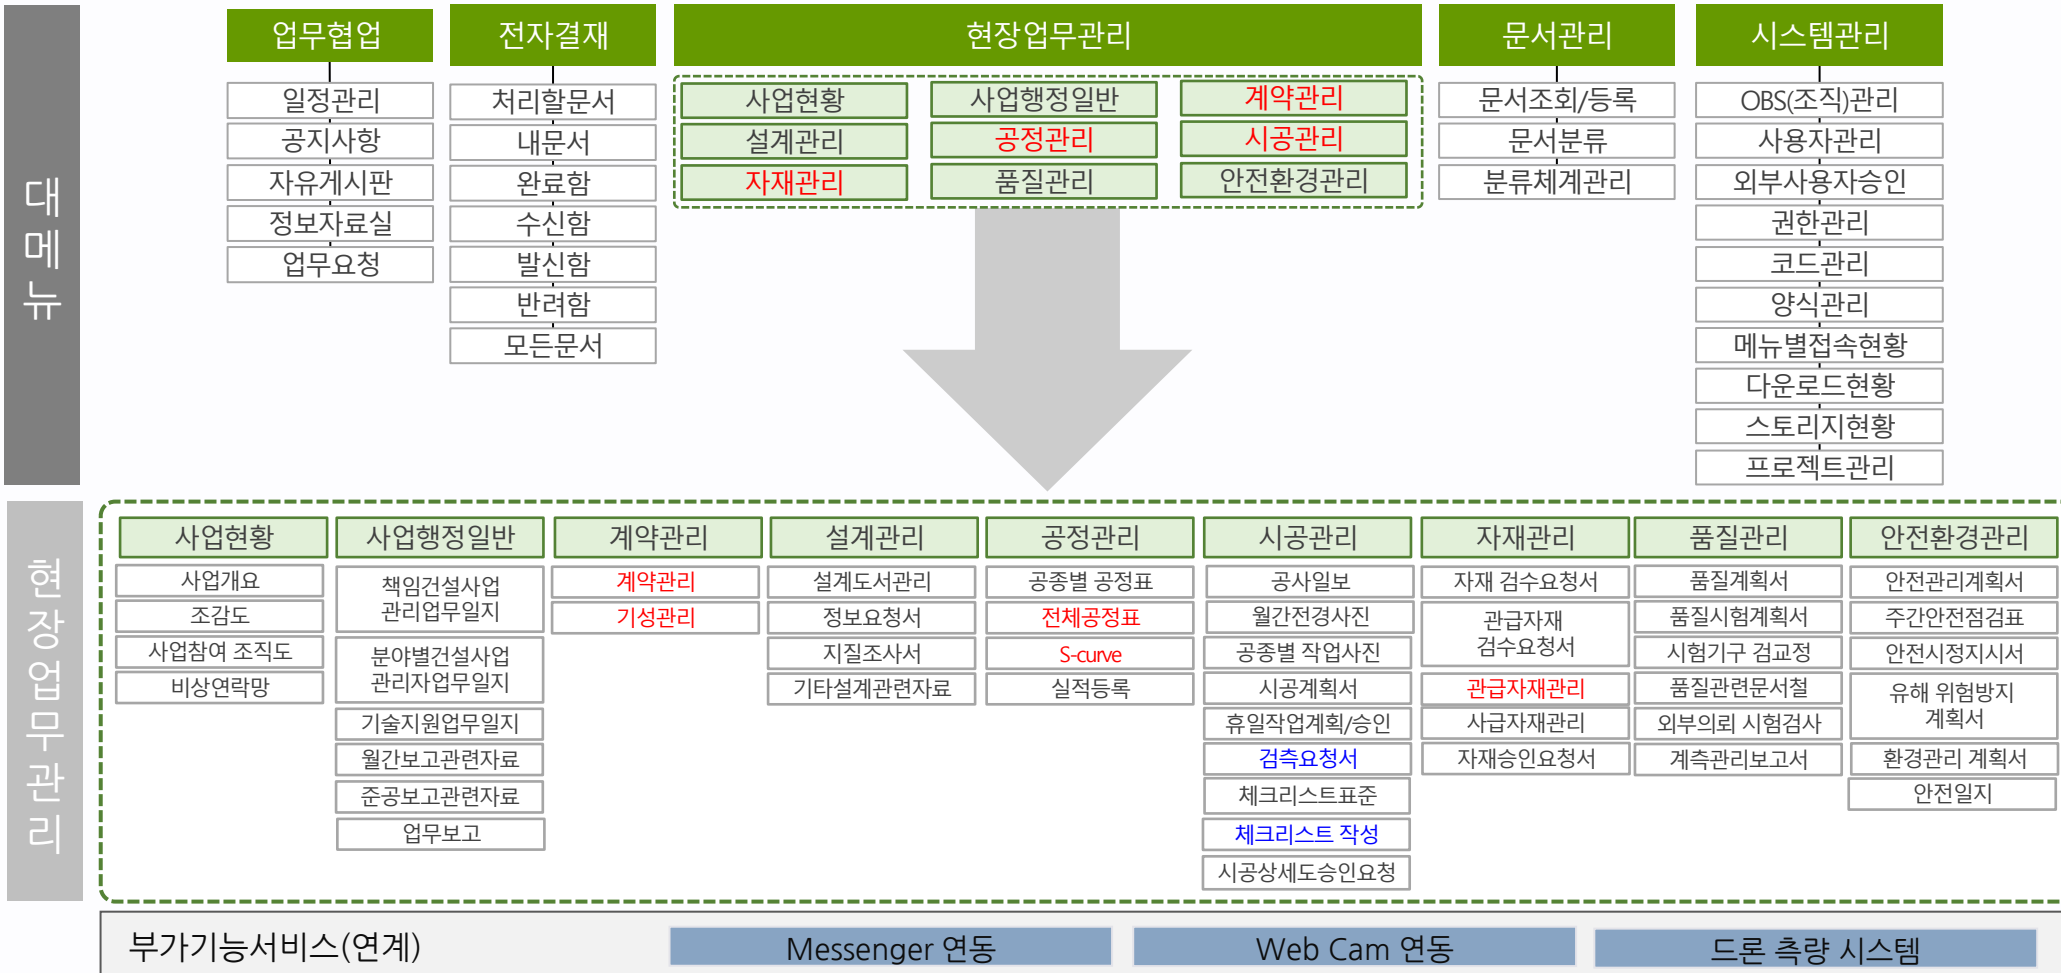 대메뉴
업무협업
일정관리
공지사항
자유게시판
정보자료실
업무요청
전자결재
처리할문서
내문서
완료함
수신함
발신함
반려함
모든문서
현장업무관리
사업현황
사업행정일반
계약관리
설계관리
공정관리
시공관리
자재관리
품질관리
안전환경관리
문서관리
문서조회/등록
문서분류
분류체계관리
시스템관리
OBS(조직)관리
사용자관리
외부사용자승인
권한관리
코드관리
양식관리
메뉴별접속현황
다운로드현황
스토리지현황
프로젝트관리
현장업무관리
사업현황
사업개요
조감도
사업참여 조직도
비상연락망
사업행정일반
책임건설사업
관리업무일지
분야별건설사업
관리자업무일지
기술지원업무일지
월간보고관련자료
준공보고관련자료
업무보고
계약관리
계약관리
기성관리
설계관리
설계도서관리
정보요청서
지질조사서
기타설계관련자료
공정관리
공종별 공정표
전체공정표
S-curve
실적등록
시공관리
공사일보
월간전경사진
공종별 작업사진
시공계획서
휴일작업계획/승인
검측요청서
체크리스트표준
체크리스트 작성
시공상세도승인요청
자재관리
자재 검수요청서
관급자재
검수요청서
관급자재관리
사급자재관리
자재승인요청서
품질관리
품질계획서
품질시험계획서
시험기구 검교정
품질관련문서철
외부의뢰 시험검사
계측관리보고서
안전환경관리
안전관리계획서
주간안전점검표
안전시정지시서
유해 위험방지
계획서
환경관리 계획서
안전일지
부가기능서비스(연계)
Messenger 연동
Web Cam 연동
드론 측량 시스템